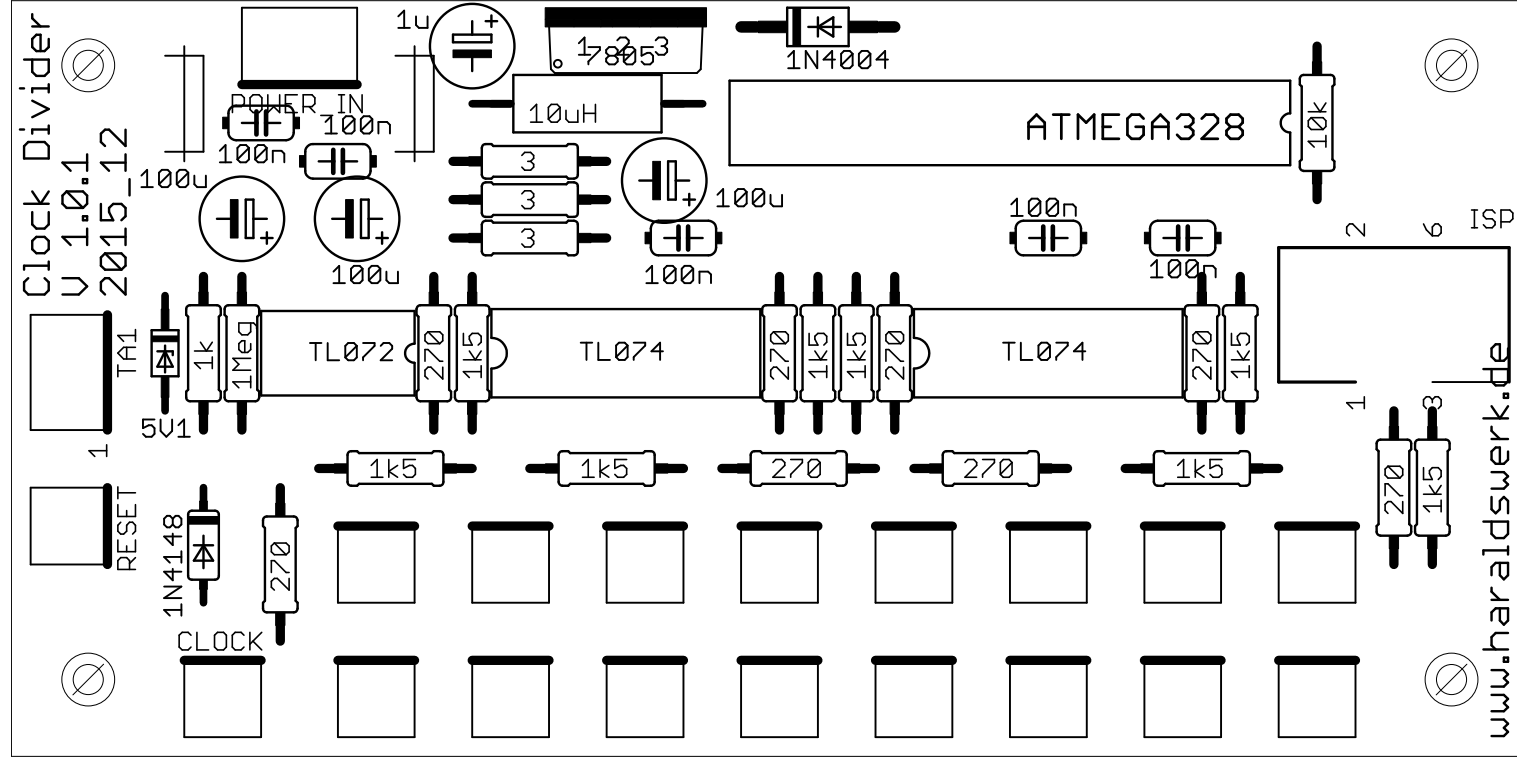 Clock Divider
V 1.0.1
2015_12
1u
1 2 3
7805
1N4004
POWER IN
100n
100n
100u
10uH
ATMEGA328
10k
3
3
3
100u
100u
100n
100n
100n
2
6
ISP
TA1
1
5V1
1k
1Meg
TL072
270
1k5
TL074
270
1k5
1k5
270
TL074
270
1k5
1
3
www.haraldswerk.de
1k5
1k5
270
270
1k5
270
1k5
RESET
1N4148
270
CLOCK